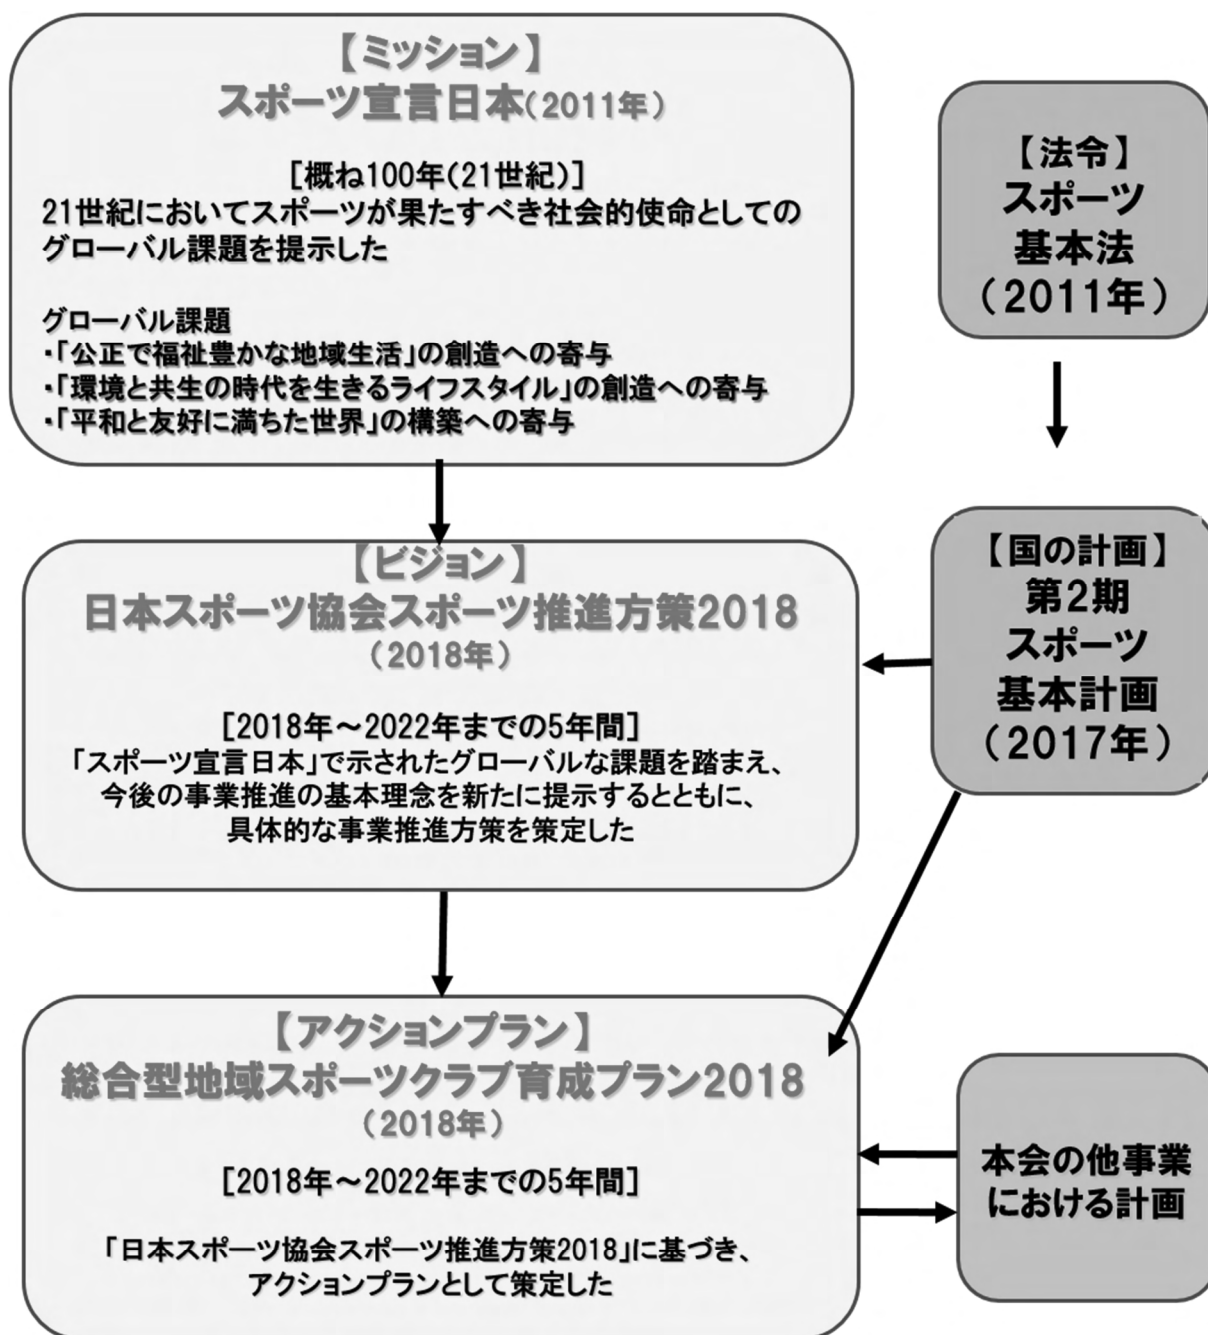 【ミッション】
スポーツ宣言日本(2011年)
[概ね100年(21世紀)]
21世紀においてスポーツが果たすべき社会的使命としての
グローバル課題を提示した
グローバル課題
・「公正で福祉豊かな地域生活」の創造への寄与
・「環境と共生の時代を生きるライフスタイル」の創造への寄与
・「平和と友好に満ちた世界」の構築への寄与
【法令】
スポーツ
基本法
(2011年)
【ビジョン】
日本スポーツ協会スポーツ推進方策2018
(2018年)
[2018年～2022年までの5年間]
「スポーツ宣言日本」で示されたグローバルな課題を踏まえ、
今後の事業推進の基本理念を新たに提示するとともに、
具体的な事業推進方策を策定した
【国の計画】
第2期
スポーツ
基本計画
(2017年)
【アクションプラン】
総合型地域スポーツクラブ育成プラン2018
(2018年)
[2018年～2022年までの5年間]
「日本スポーツ協会スポーツ推進方策2018」に基づき、
アクションプランとして策定した
本会の他事業
における計画